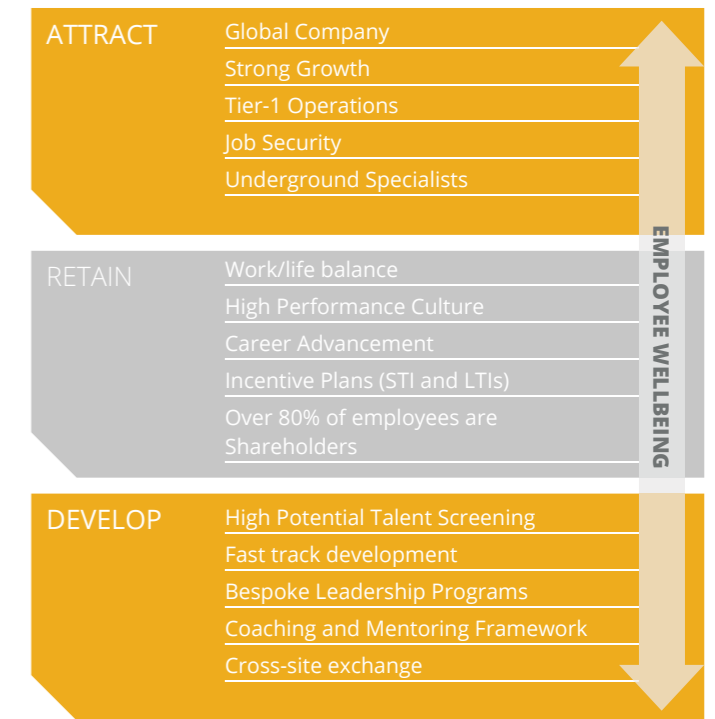 ATTRACT
Global Company
Strong Growth
Tier-1 Operations
Job Security
Underground Specialists
RETAIN
Work/life balance
High Performance Culture
Career Advancement
Incentive Plans (STI and LTIs)
Over 80% of employees are
Shareholders
DEVELOP
High Potential Talent Screening
Fast track development
Bespoke Leadership Programs
Coaching and Mentoring Framework
Cross-site exchange
EMPLOYEE WELLBEING